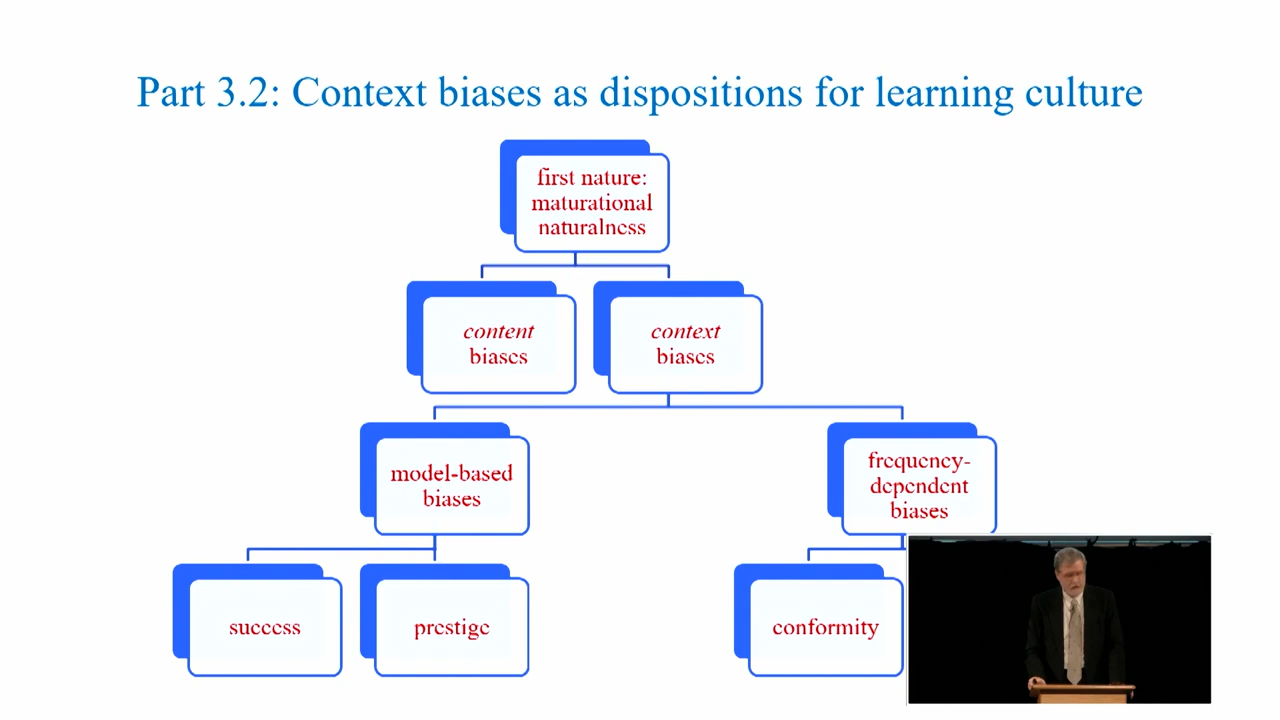 Part 3.2: Context biases as dispositions for learning culture
first nature:
maturational
naturalness
content
biases
context
biases
model-based
biases
frequency-
dependent
biases
success
prestige
conformity